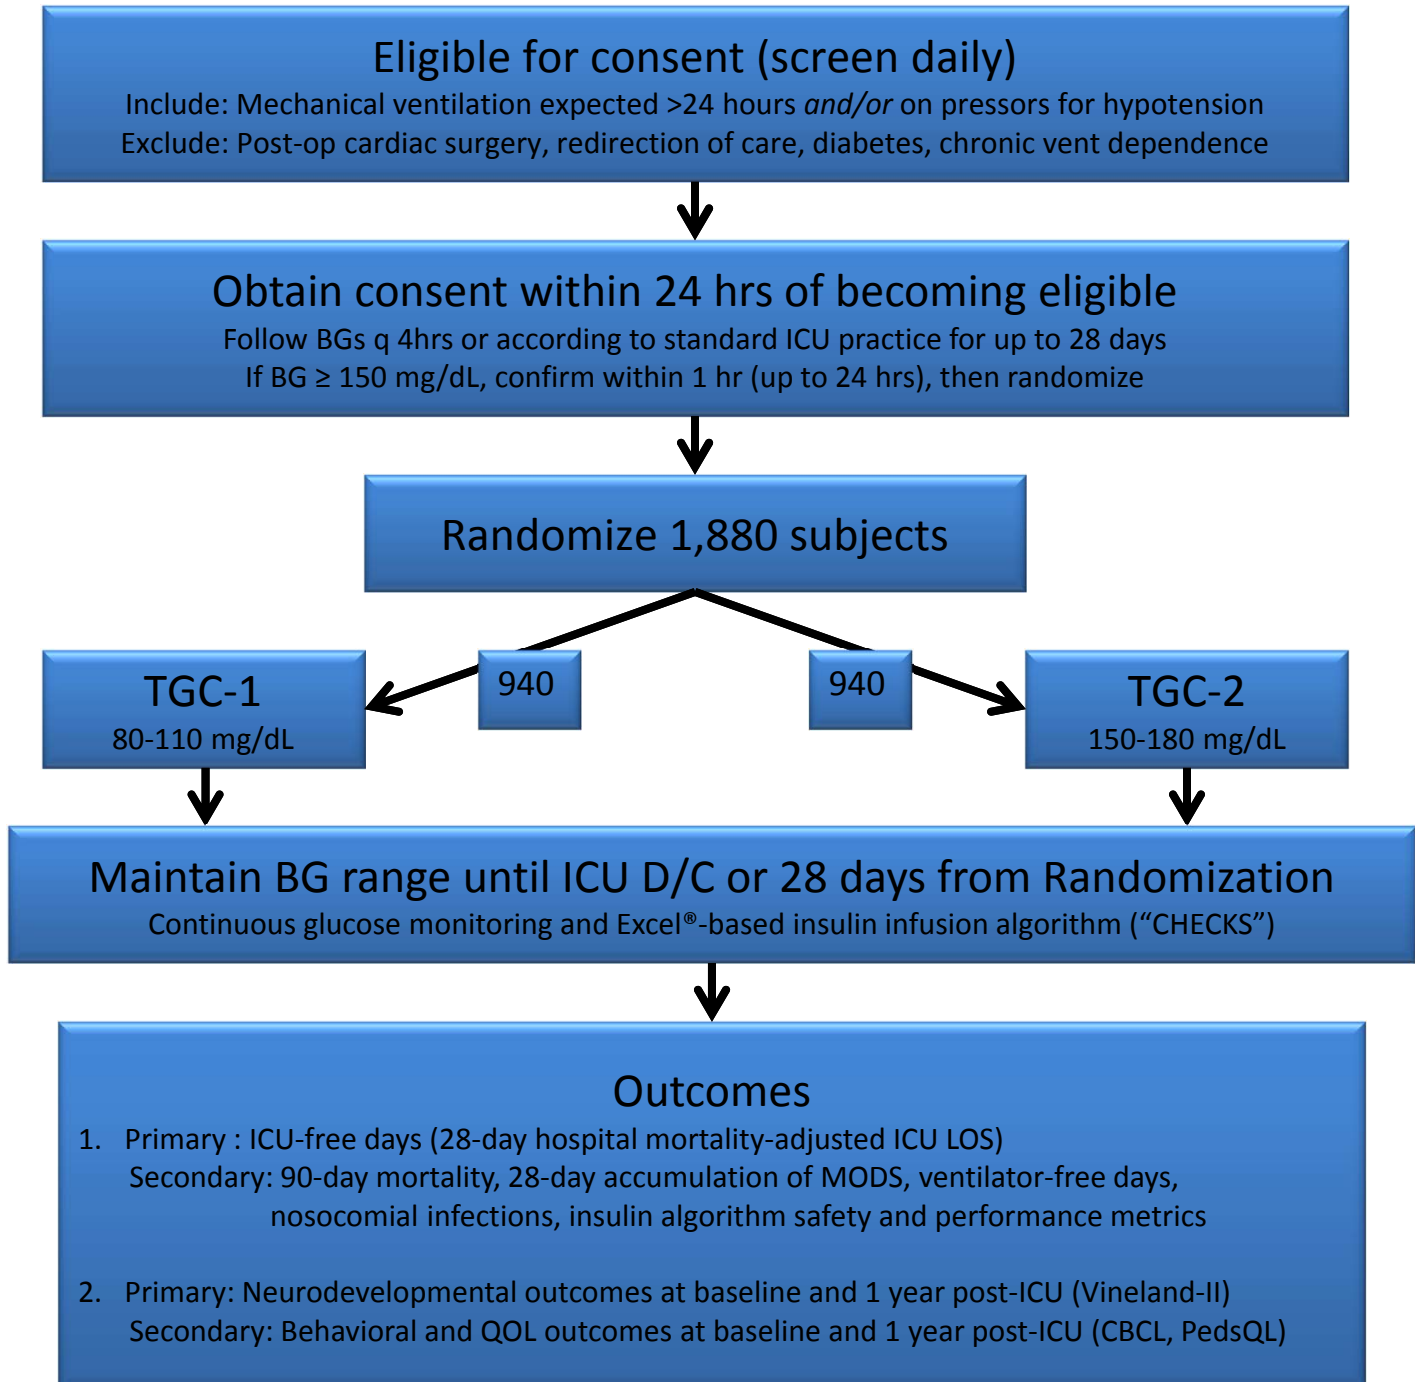 Eligible for consent (screen daily)
Include: Mechanical ventilation expected >24 hours and/or on pressors for hypotension
Exclude: Post-op cardiac surgery, redirection of care, diabetes, chronic vent dependence
Obtain consent within 24 hrs of becoming eligible
Follow BGs q 4hrs or according to standard ICU practice for up to 28 days
If BG ≥ 150 mg/dL, confirm within 1 hr (up to 24 hrs), then randomize
Randomize 1,880 subjects
TGC-1
80-110 mg/dL
940
940
TGC-2
150-180 mg/dL
Maintain BG range until ICU D/C or 28 days from Randomization
Continuous glucose monitoring and Excel®-based insulin infusion algorithm (“CHECKS”)
Outcomes
1. Primary : ICU-free days (28-day hospital mortality-adjusted ICU LOS)
Secondary: 90-day mortality, 28-day accumulation of MODS, ventilator-free days,
nosocomial infections, insulin algorithm safety and performance metrics
2. Primary: Neurodevelopmental outcomes at baseline and 1 year post-ICU (Vineland-II)
Secondary: Behavioral and QOL outcomes at baseline and 1 year post-ICU (CBCL, PedsQL)